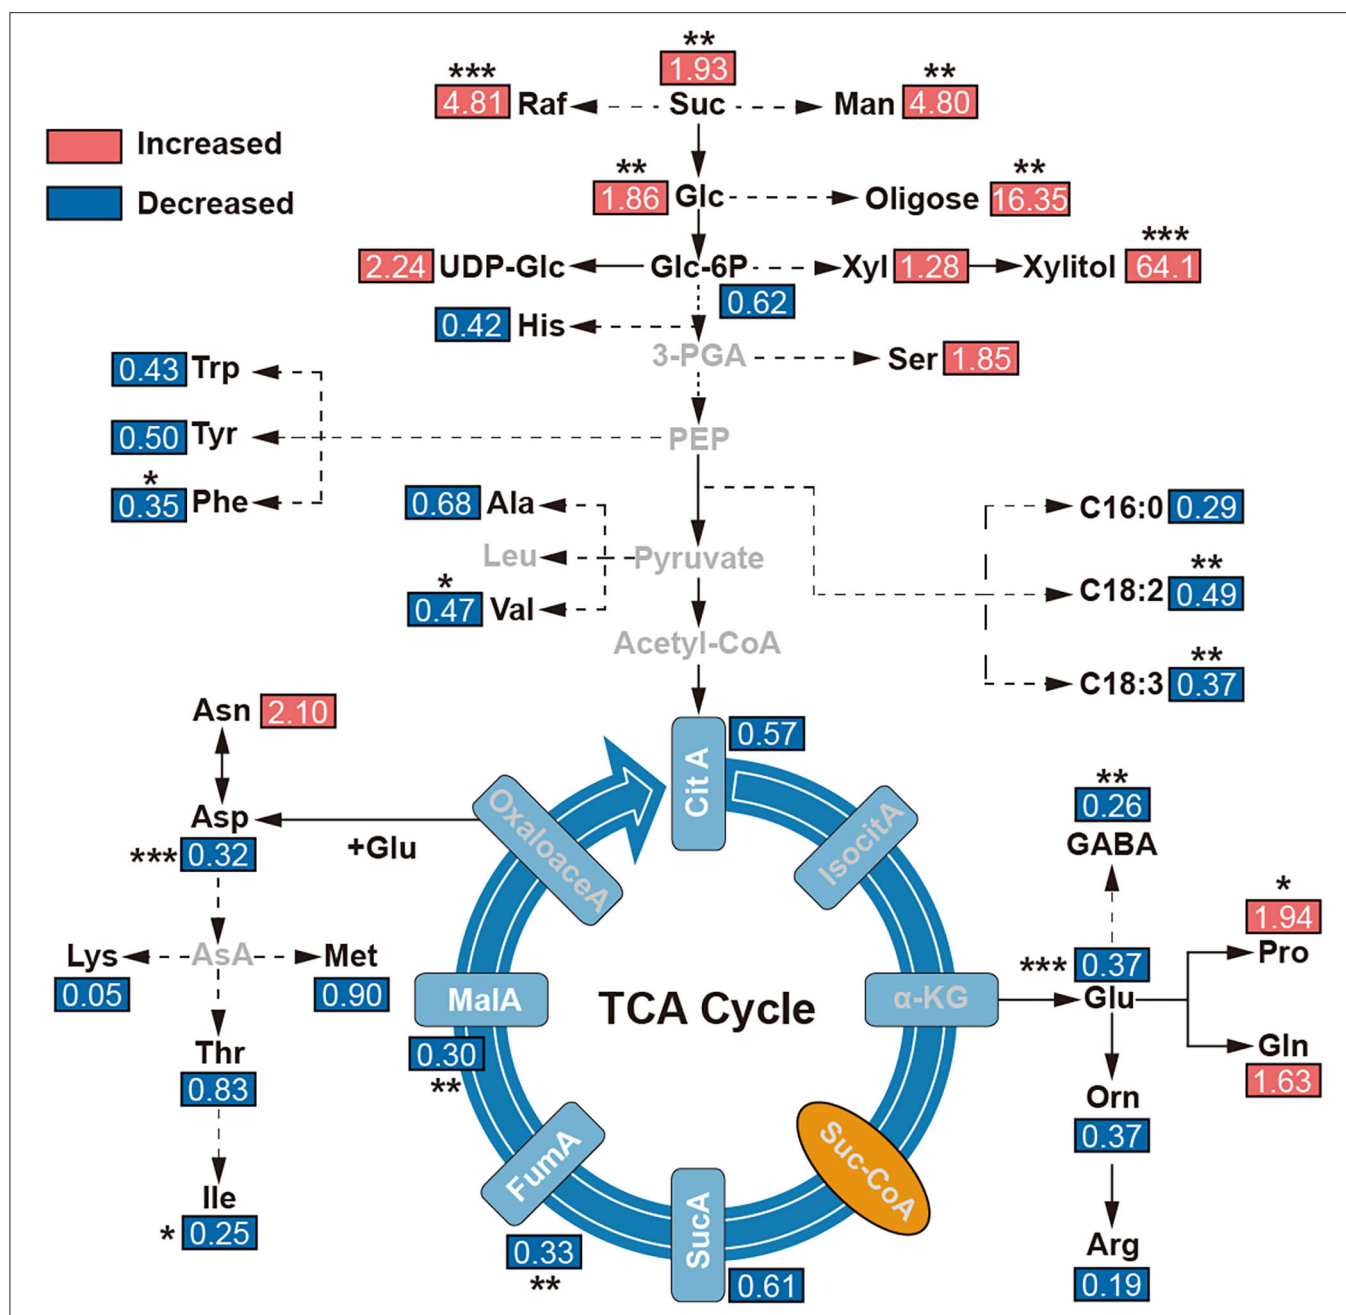 **
*** 1.93 **
4.81 Raf Suc Man 4.80
Increased
** **
1.86 Glc Oligose 16.35
Decreased
***
2.24 UDP-Glc Glc-6P Xyl 1.28 Xylitol 64.1
0.62
0.42 His
3-PGA Ser 1.85
0.43 Trp
0.50 Tyr PEP
*
0.35 Phe
0.68 Ala C16:0 0.29
Leu Pyruvate
* **
0.47 Val C18:2 0.49
Acetyl-CoA
**
C18:3 0.37
Asn 2.10
0.57
Cit A
**
0.26
GABA
OxaloaceA IsocitA
Asp
+Glu
*** 0.32
*
1.94
Pro
Lys AsA Met
0.05 0.90
*** 0.37
MalA TCA Cycle α-KG Glu
0.30
**
Gln
1.63
Thr
0.83
Orn
0.37
FumA Suc-CoA
SucA
Ile
* 0.25
0.33
**
0.61
Arg
0.19